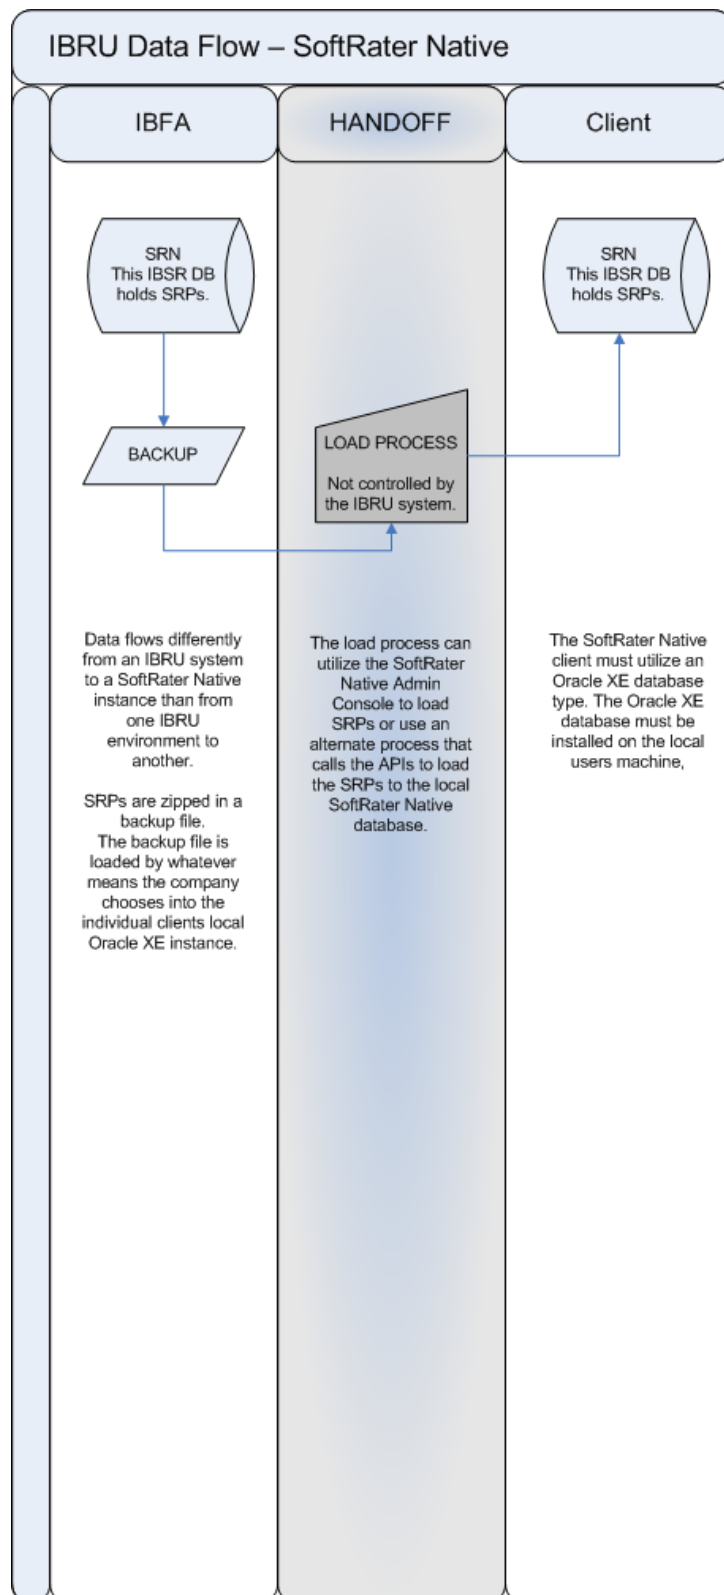 IBRU Data Flow – SoftRater Native
IBFA
HANDOFF
Client
SRN
This IBSR DB
holds SRPs.
SRN
This IBSR DB
holds SRPs.
BACKUP
LOAD PROCESS
Not controlled by
the IBRU system.
Data flows differently
from an IBRU system
to a SoftRater Native
instance than from
one IBRU
environment to
another.
SRPs are zipped in a
backup file.
The backup file is
loaded by whatever
means the company
chooses into the
individual clients local
Oracle XE instance.
The load process can
utilize the SoftRater
Native Admin
Console to load
SRPs or use an
alternate process that
calls the APIs to load
the SRPs to the local
SoftRater Native
database.
The SoftRater Native
client must utilize an
Oracle XE database
type. The Oracle XE
database must be
installed on the local
users machine,